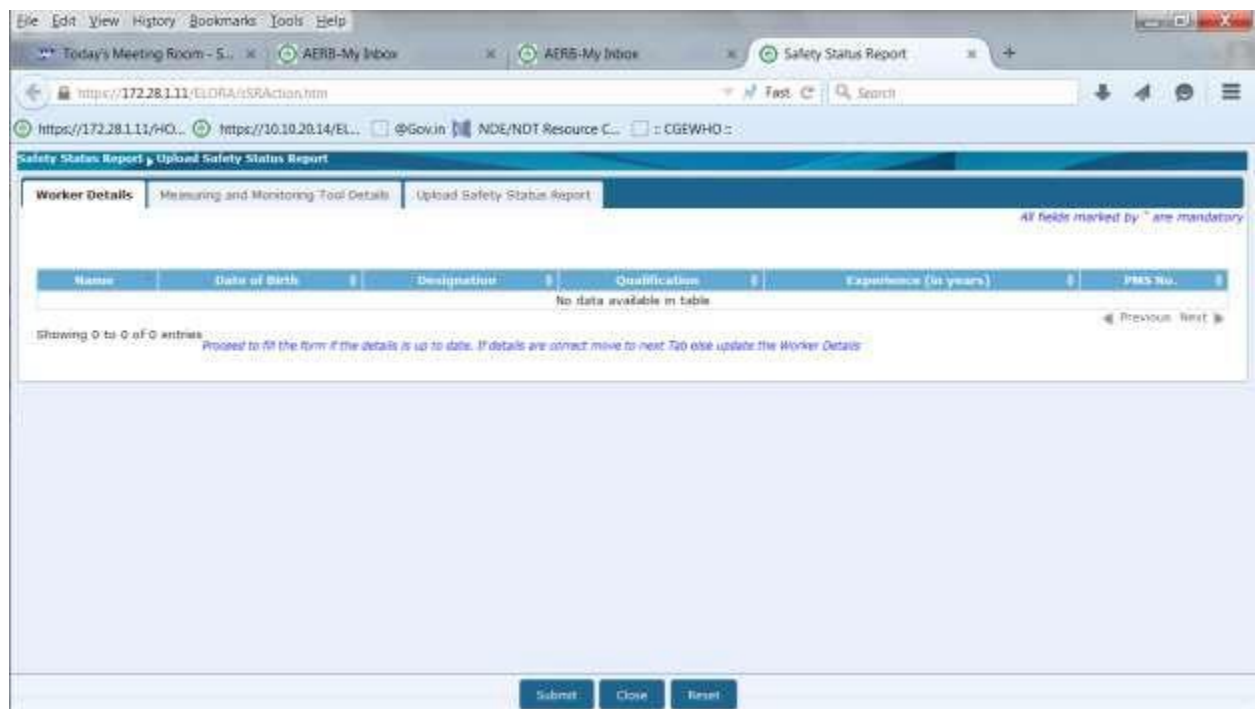 File Edit View History Bookmarks Tools Help
Today's Meeting Room - S... AERB-My Inbox AERB-My Inbox Safety Status Report
https://172.28.1.11/ELORA/sSRAction.htm Fast Search
https://172.28.1.11/HO... https://10.10.20.14/EL... @Gov.in NDE/NDT Resource C... :: CGEWHO ::
Safety Status Report Upload Safety Status Report
Worker Details Measuring and Monitoring Tool Details Upload Safety Status Report
All fields marked by * are mandatory
Name Date of Birth Designation Qualification Experience (in years) PMS No.
No data available in table
Previous Next
Showing 0 to 0 of 0 entries
Proceed to fill the form if the details is up to date. If details are correct move to next Tab else update the Worker Details
Submit Close Reset